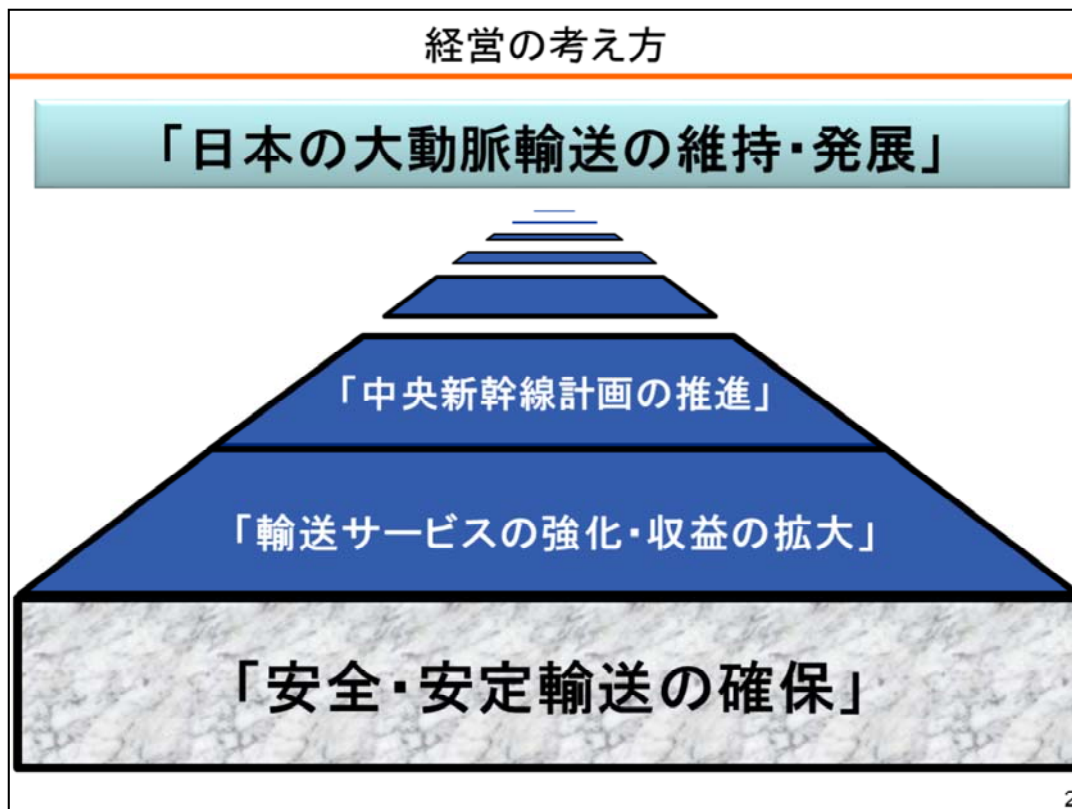 経営の考え方
「日本の大動脈輸送の維持・発展」
「中央新幹線計画の推進」
「輸送サービスの強化・収益の拡大」
「安全・安定輸送の確保」
2